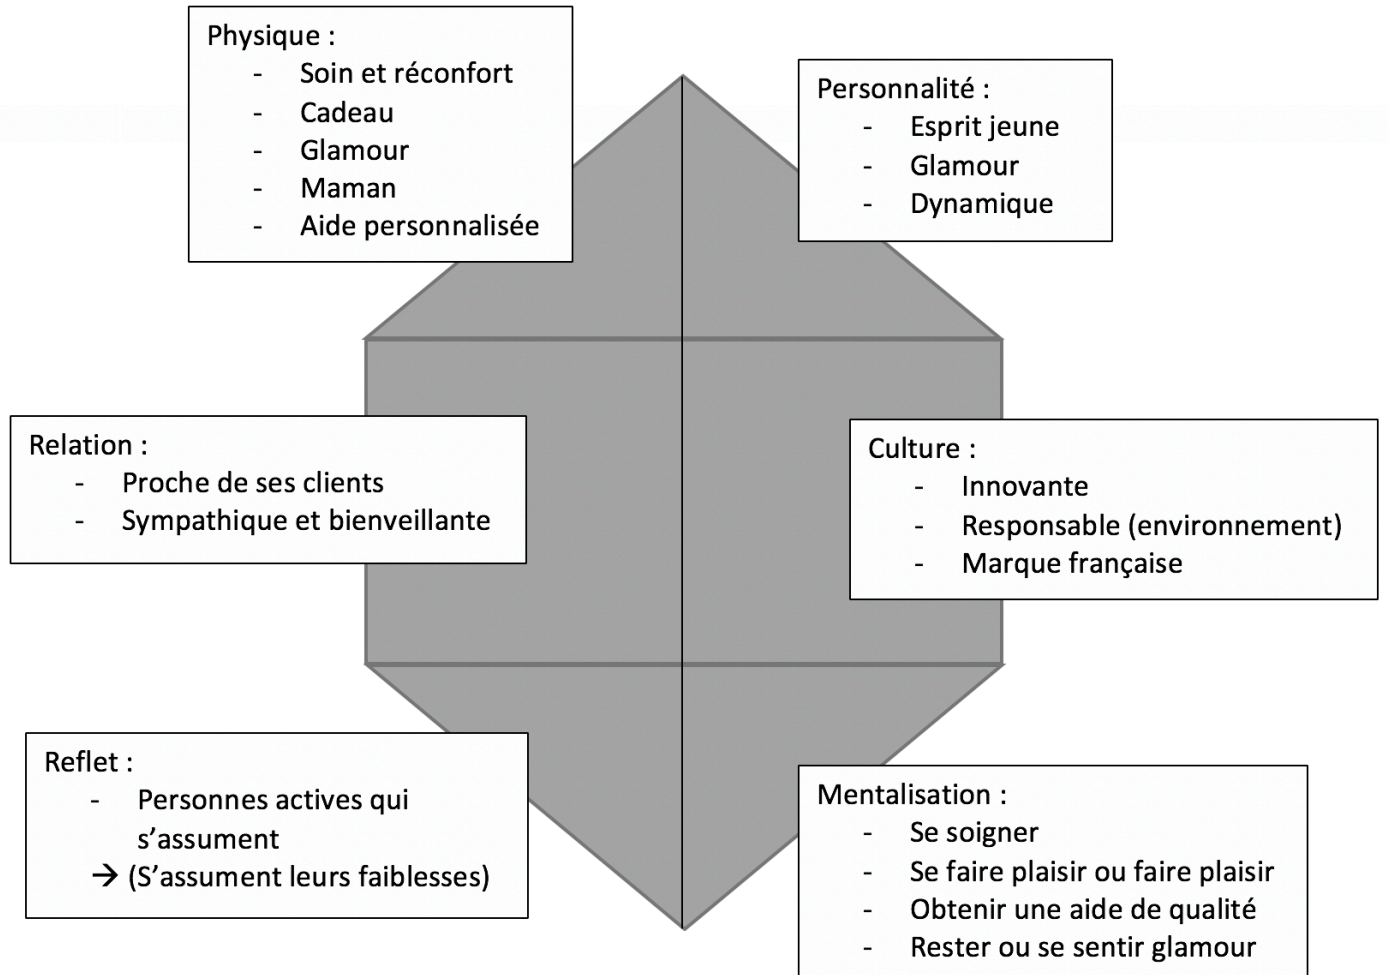 Physique :
- Soin et réconfort
- Cadeau
- Glamour
- Maman
- Aide personnalisée
Personnalité :
- Esprit jeune
- Glamour
- Dynamique
Relation :
- Proche de ses clients
- Sympathique et bienveillante
Culture :
- Innovante
- Responsable (environnement)
- Marque française
Reflet :
- Personnes actives qui
s’assument
→ (S’assument leurs faiblesses)
Mentalisation :
- Se soigner
- Se faire plaisir ou faire plaisir
- Obtenir une aide de qualité
- Rester ou se sentir glamour